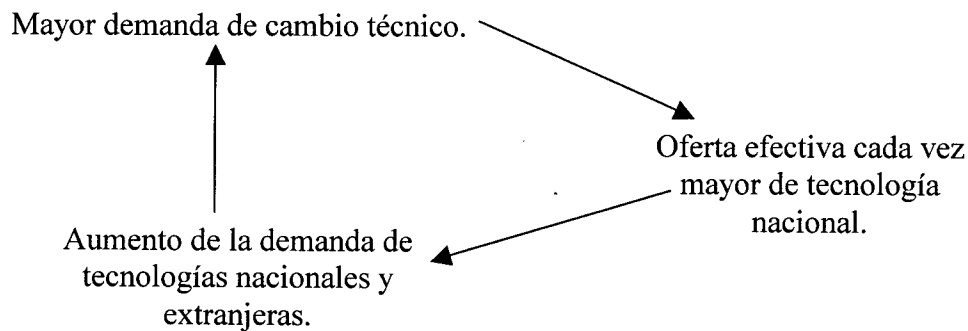 Mayor demanda de cambio técnico.
Oferta efectiva cada vez
mayor de tecnología
nacional.
Aumento de la demanda de
tecnologías nacionales y
extranjeras.